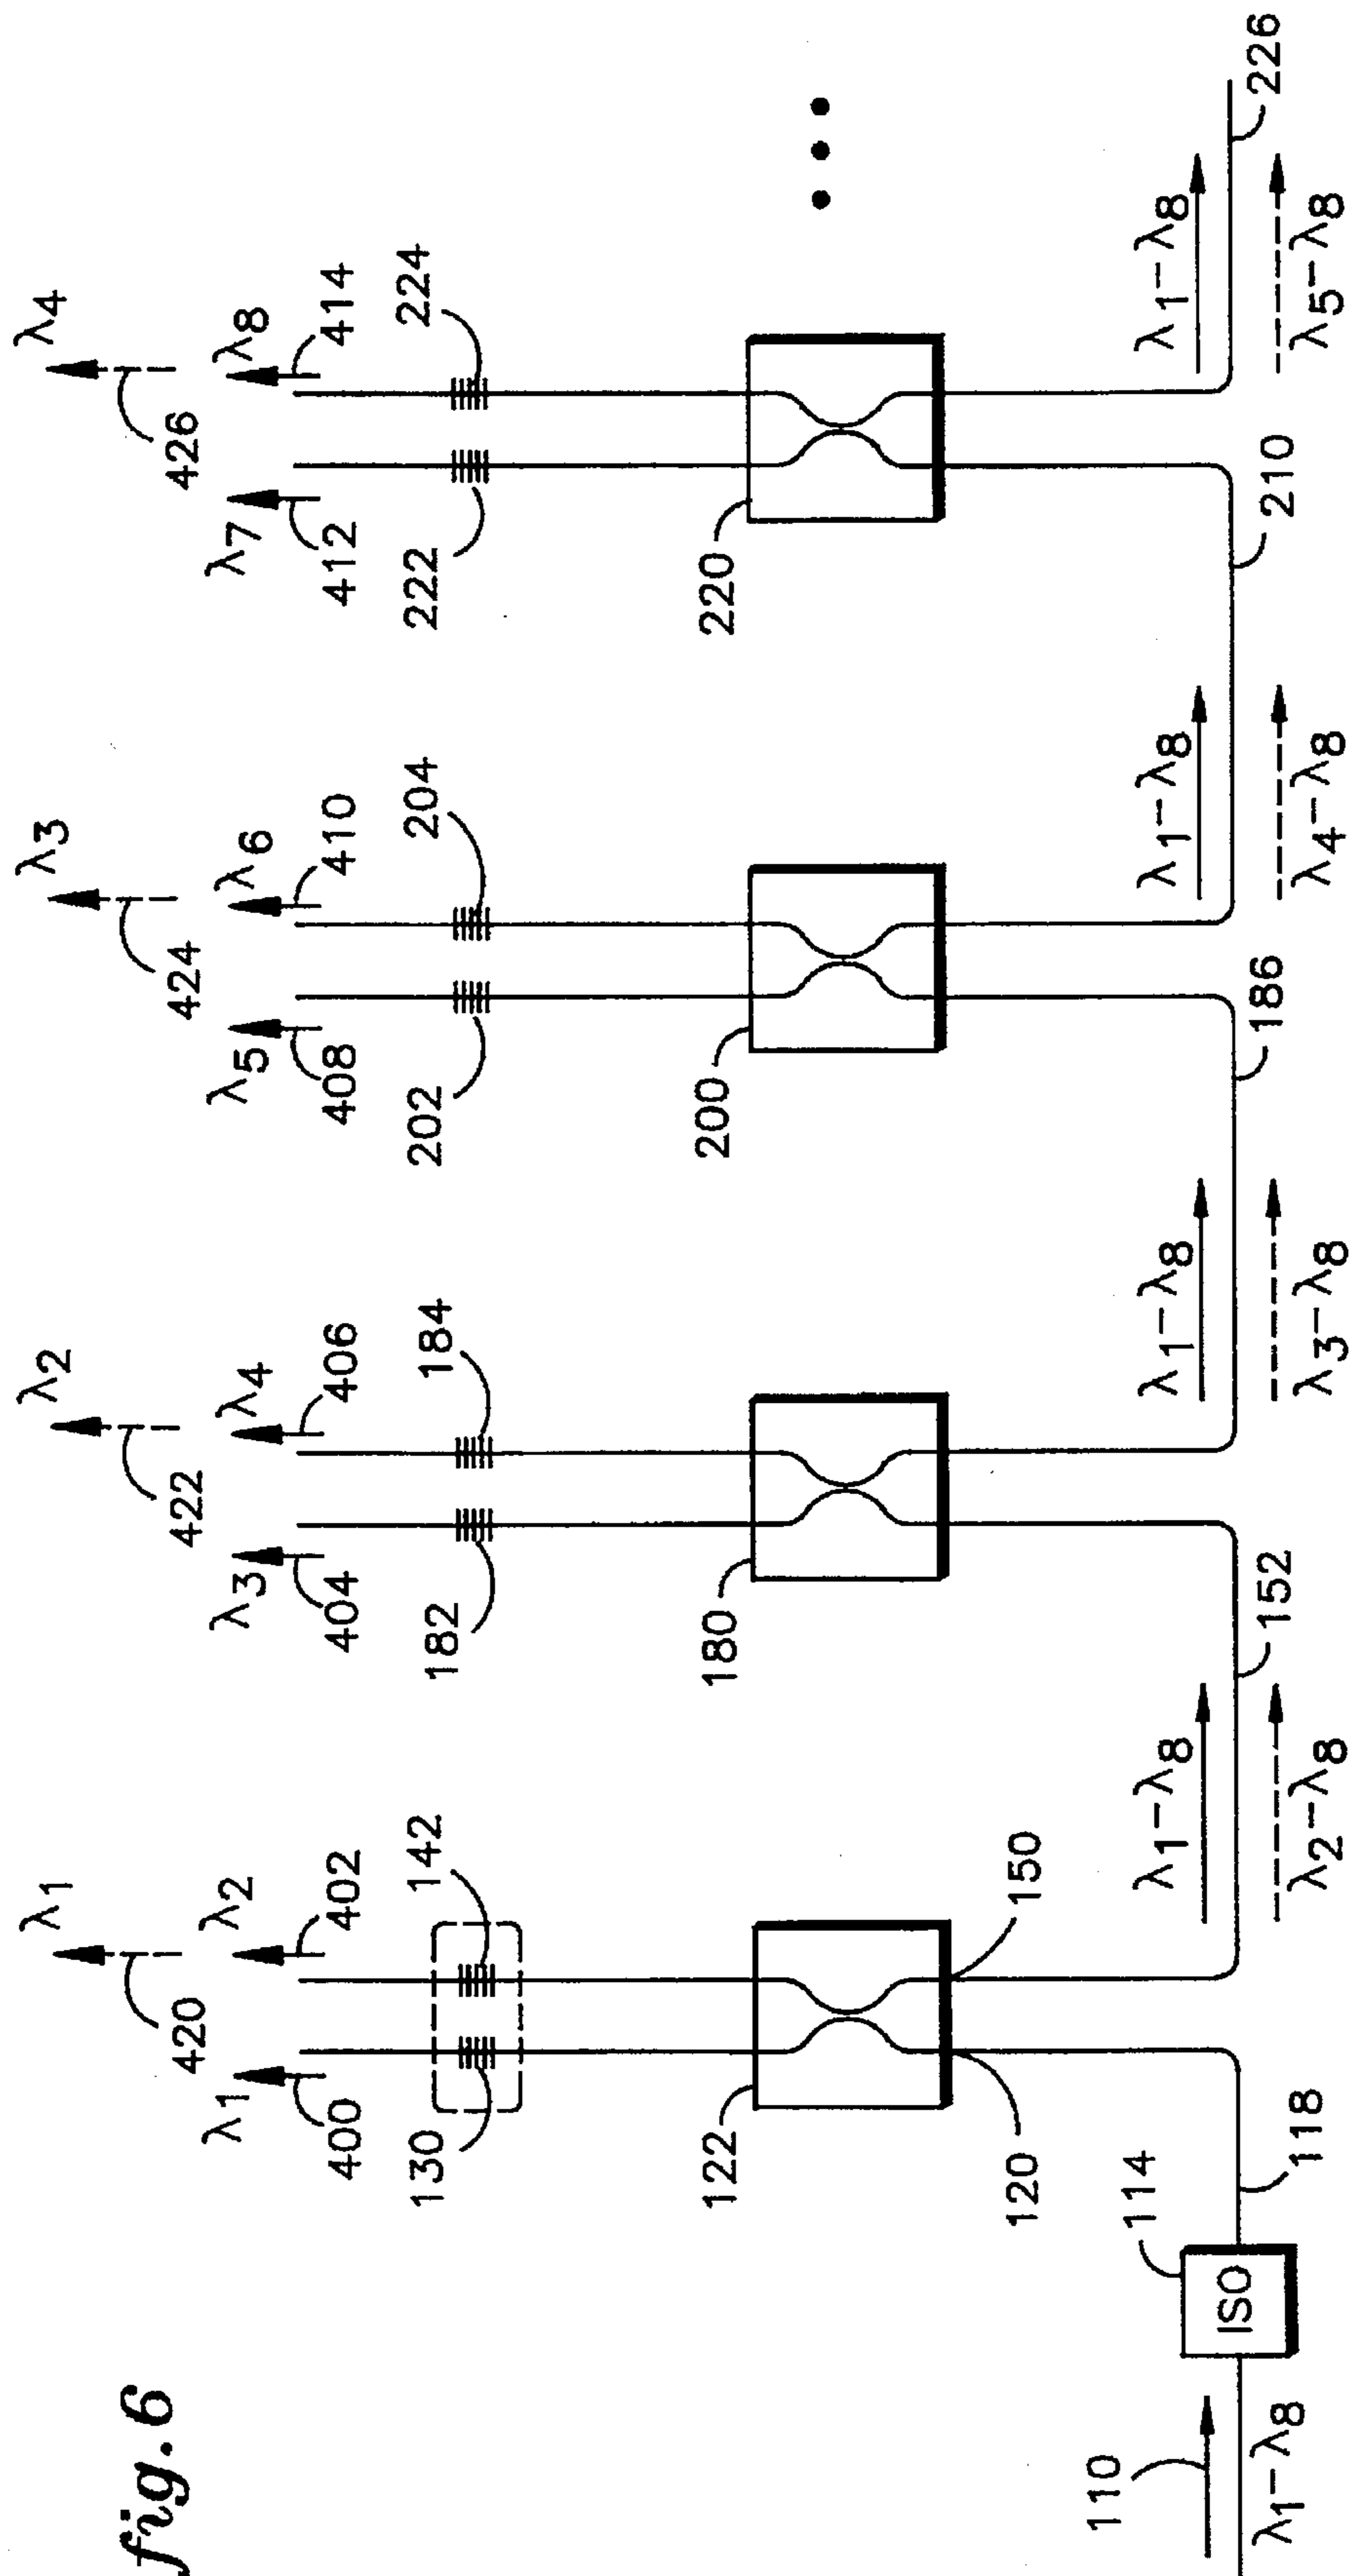 fig.6
λ1 λ2 λ3 λ4
420 422 424 426
λ1 λ2 λ3 λ4 λ5 λ6 λ7 λ8
400 402 404 406 408 410 412 414
130 142 182 184 202 204 222 224
122 180 200 220
120 150
110 114 118 152 186 210 226
ISO
λ1-λ8 λ1-λ8 λ1-λ8 λ1-λ8 λ1-λ8
λ2-λ8 λ3-λ8 λ4-λ8 λ5-λ8